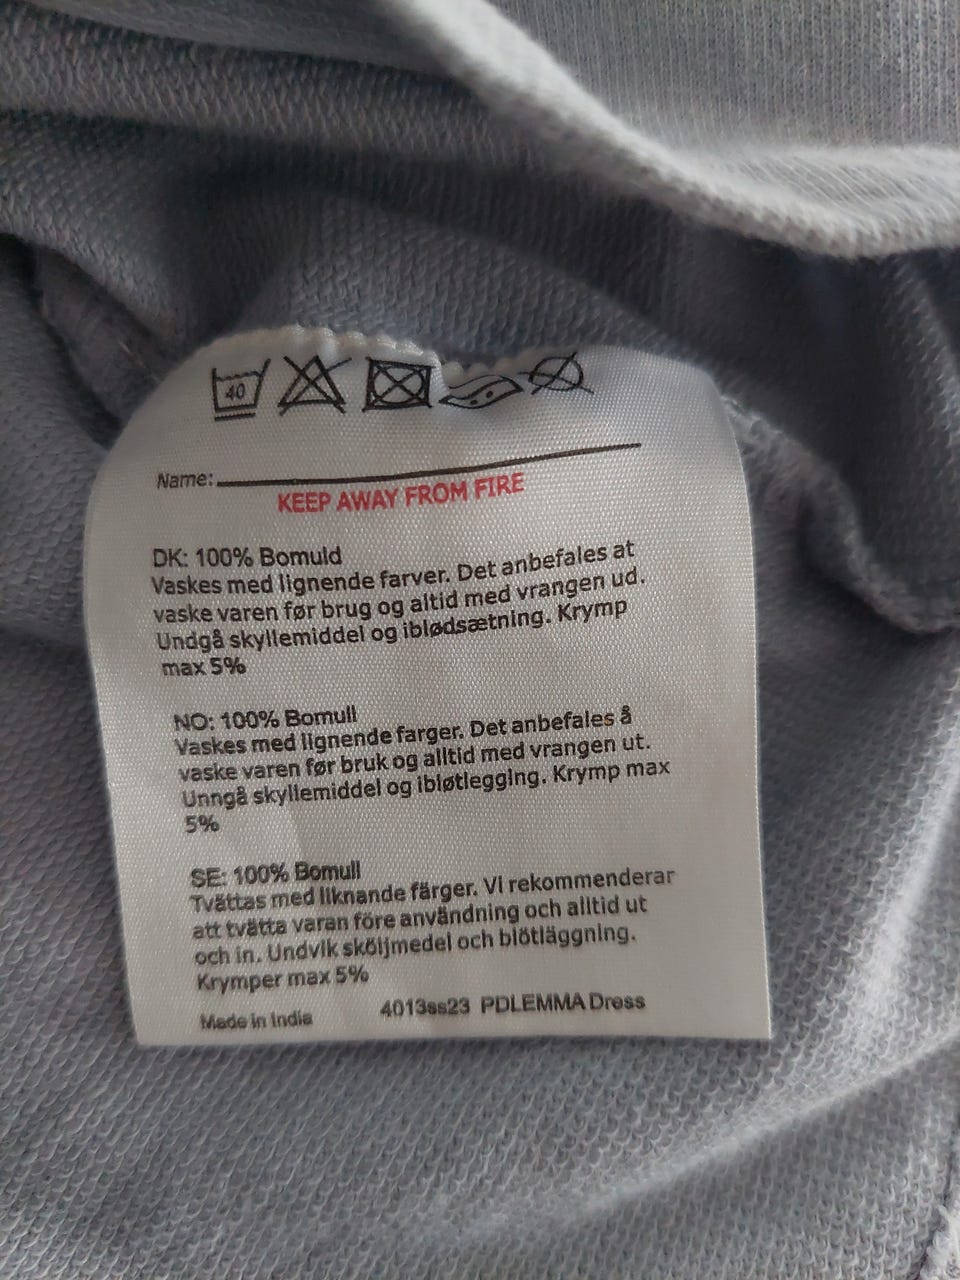 40
Name:
KEEP AWAY FROM FIRE
DK: 100% Bomuld
Vaskes med lignende farver. Det anbefales at
vaske varen før brug og altid med vrangen ud.
Undgå skyllemiddel og iblødsætning. Krymp
max 5%
NO: 100% Bomull
Vaskes med lignende farger. Det anbefales å
vaske varen før bruk og alltid med vrangen ut.
Unngå skyllemiddel og ibløtlegging. Krymp max
5%
SE: 100% Bomull
Tvättas med liknande färger. Vi rekommenderar
att tvätta varan före användning och alltid ut
och in. Undvik sköljmedel och blötläggning.
Krymper max 5%
Made in India 4013ss23 PDLEMMA Dress